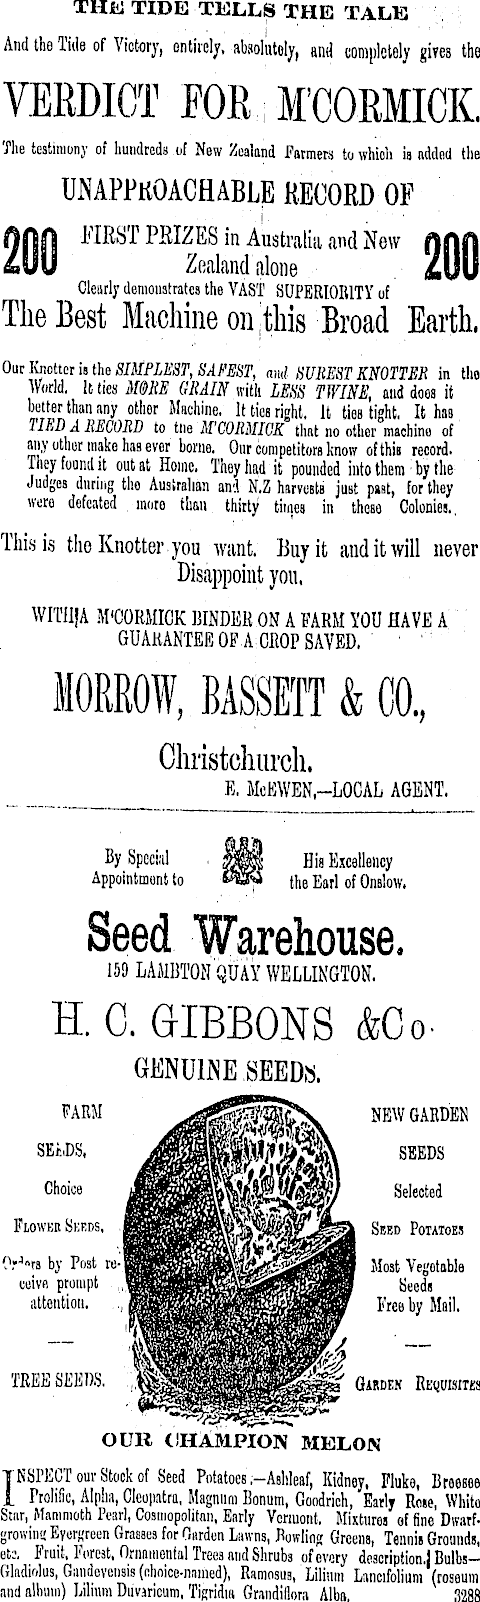 THE TIDE TELLS THE TALE
And the Tide of Victory, entirely, absolutely, and completely gives the
VERDICT FOR M'CORMICK.
The testimony of hundreds of New Zealand Farmers to which is added the
UNAPPROACHABLE RECORD OF
200 FIRST PRIZES in Australia and New 200
Zealand alone
Clearly demonstrates the VAST SUPERIORITY of
The Best Machine on this Broad Earth.
Our Knotter is the SIMPLEST, SAFEST, and SUREST KNOTTER in the
World. It ties MORE GRAIN with LESS TWINE, and does it
better than any other Machine. It ties right. It ties tight. It has
TIED A RECORD to the M'CORMICK that no other machine of
any other make has ever borne. Our competitors know of this record.
They found it out at Home. They had it pounded into them by the
Judges during the Australian and N.Z harvests just past, for they
were defeated more than thirty times in these Colonies.
This is the Knotter you want. Buy it and it will never
Disappoint you.
WITH A M'CORMICK BINDER ON A FARM YOU HAVE A
GUARANTEE OF A CROP SAVED.
MORROW, BASSETT & CO.,
Christchurch.
E. McEWEN,—LOCAL AGENT.
By Special
Appointment to
His Excellency
the Earl of Onslow.
Seed Warehouse.
159 LAMBTON QUAY WELLINGTON.
H. C. GIBBONS &Co.
GENUINE SEEDS.
FARM
SEEDS,
Choice
FLOWER SEEDS,
Orders by Post re-
ceive prompt
attention.
TREE SEEDS.
NEW GARDEN
SEEDS
Selected
SEED POTATOES
Most Vegetable
Seeds
Free by Mail.
GARDEN REQUISITES
OUR CHAMPION MELON
INSPECT our Stock of Seed Potatoes;—Ashleaf, Kidney, Fluke, Breesee
Prolific, Alpha, Cleopatra, Magnum Bonum, Goodrich, Early Rose, White
Star, Mammoth Pearl, Cosmopolitan, Early Vermont. Mixtures of fine Dwarf-
growing Evergreen Grasses for Garden Lawns, Bowling Greens, Tennis Grounds,
etc. Fruit, Forest, Ornamental Trees and Shrubs of every description. Bulbs—
Gladiolus, Gandevensis (choice-named), Ramosus, Lilium Lancifolium (roseum
and album) Lilium Duvaricum, Tigridia Grandiflora Alba. 3288